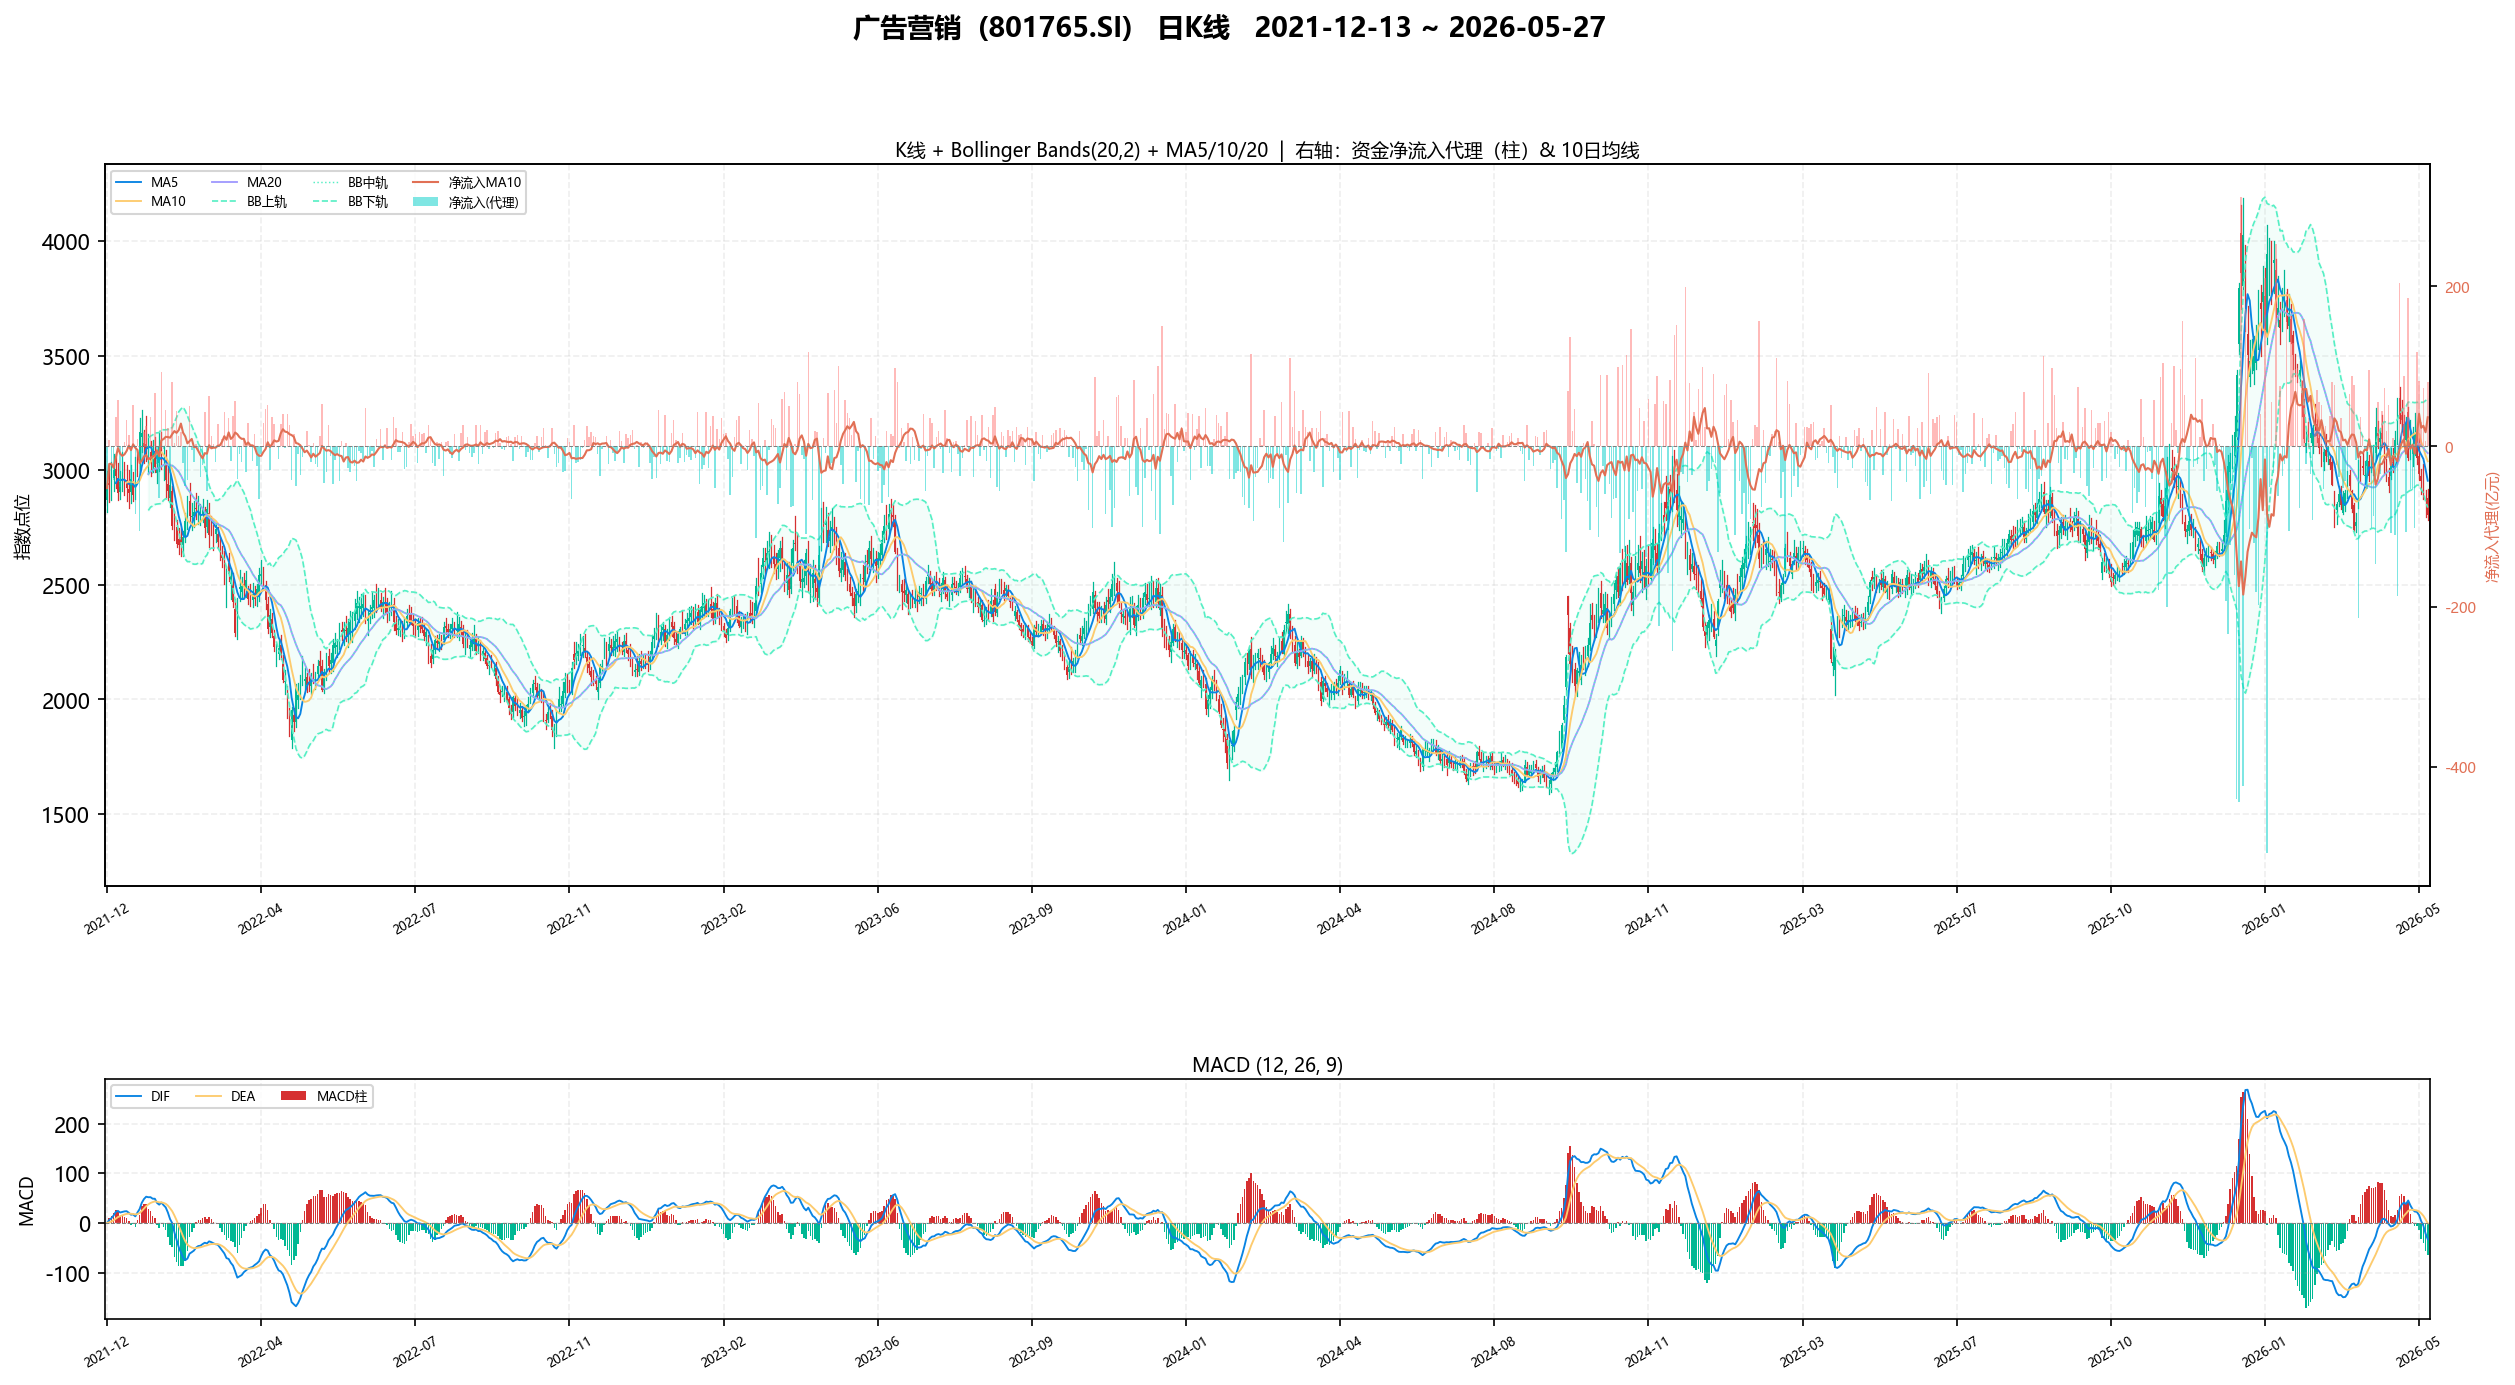 广告营销 (801765.SI) 日K线 2021-12-13 ~ 2026-05-27
K线 + Bollinger Bands(20,2) + MA5/10/20 | 右轴：资金净流入代理（柱）& 10日均线
MA5 MA20 BB中轨 净流入MA10
MA10 BB上轨 BB下轨 净流入(代理)
指数点位
4000
3500
3000
2500
2000
1500
200
0
-200
-400
净流入代理(亿元)
2021-12 2022-04 2022-07 2022-11 2023-02 2023-06 2023-09 2024-01 2024-04 2024-08 2024-11 2025-03 2025-07 2025-10 2026-01 2026-05
MACD (12, 26, 9)
DIF DEA MACD柱
MACD
200
100
0
-100
2021-12 2022-04 2022-07 2022-11 2023-02 2023-06 2023-09 2024-01 2024-04 2024-08 2024-11 2025-03 2025-07 2025-10 2026-01 2026-05